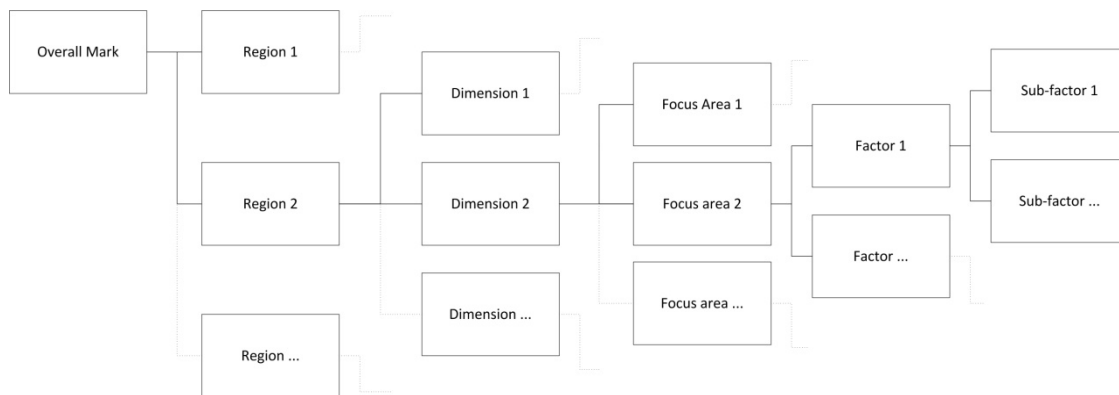 Overall Mark
Region 1
Region 2
Region ...
Dimension 1
Dimension 2
Dimension ...
Focus Area 1
Focus area 2
Focus area ...
Factor 1
Factor ...
Sub-factor 1
Sub-factor ...